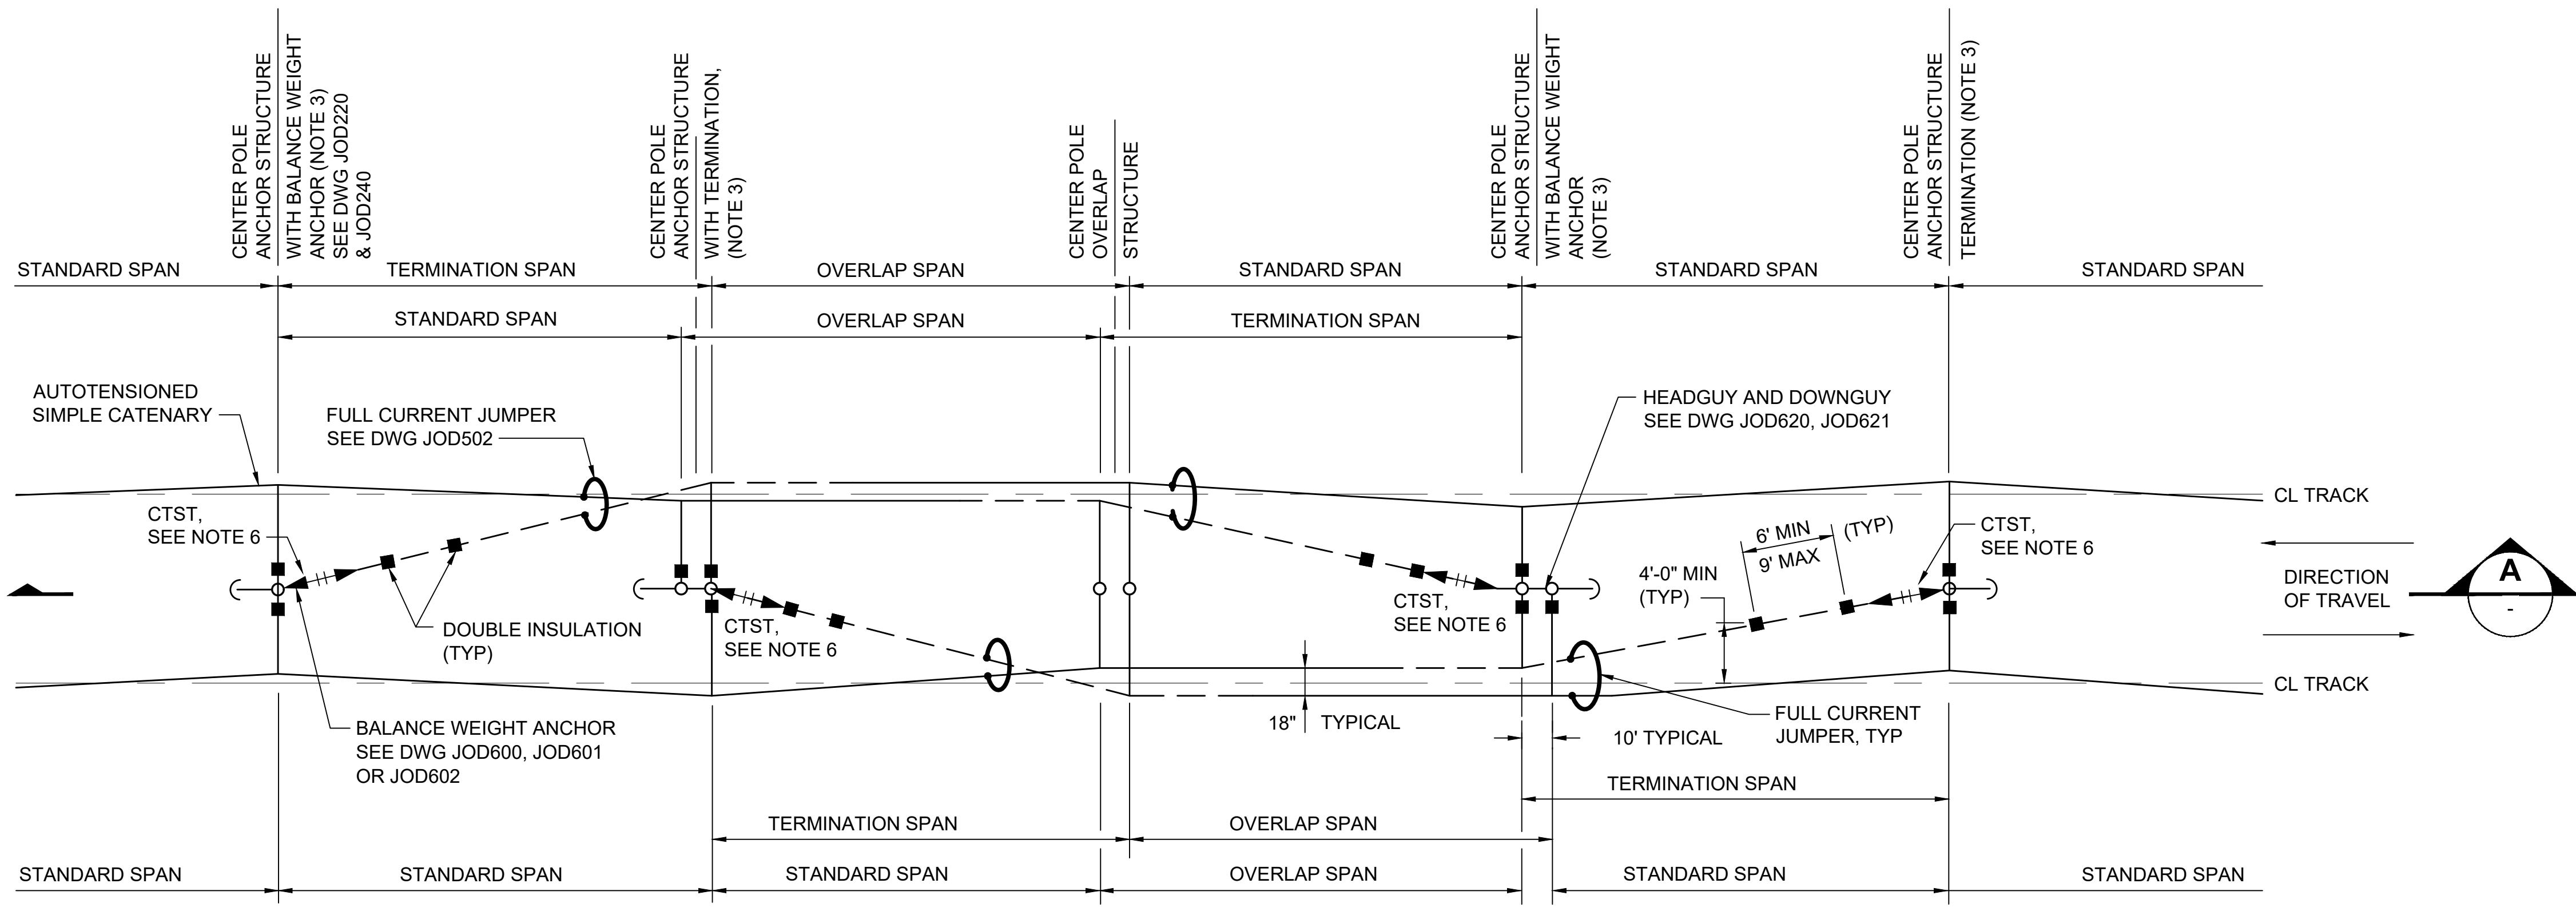 CENTER POLE
ANCHOR STRUCTURE
WITH BALANCE WEIGHT
ANCHOR (NOTE 3)
SEE DWG JOD220
& JOD240
CENTER POLE
ANCHOR STRUCTURE
WITH TERMINATION,
(NOTE 3)
CENTER POLE
OVERLAP
STRUCTURE
CENTER POLE
ANCHOR STRUCTURE
WITH BALANCE WEIGHT
ANCHOR
(NOTE 3)
CENTER POLE
ANCHOR STRUCTURE
TERMINATION (NOTE 3)
STANDARD SPAN
TERMINATION SPAN
OVERLAP SPAN
STANDARD SPAN
STANDARD SPAN
STANDARD SPAN
STANDARD SPAN
OVERLAP SPAN
TERMINATION SPAN
AUTOTENSIONED
SIMPLE CATENARY
FULL CURRENT JUMPER
SEE DWG JOD502
HEADGUY AND DOWNGUY
SEE DWG JOD620, JOD621
CL TRACK
CTST,
SEE NOTE 6
6' MIN
9' MAX
(TYP)
CTST,
SEE NOTE 6
4'-0" MIN
(TYP)
DIRECTION
OF TRAVEL
A
-
DOUBLE INSULATION
(TYP)
CTST,
SEE NOTE 6
CTST,
SEE NOTE 6
CL TRACK
BALANCE WEIGHT ANCHOR
SEE DWG JOD600, JOD601
OR JOD602
18" TYPICAL
10' TYPICAL
FULL CURRENT
JUMPER, TYP
TERMINATION SPAN
TERMINATION SPAN
OVERLAP SPAN
STANDARD SPAN
STANDARD SPAN
STANDARD SPAN
OVERLAP SPAN
STANDARD SPAN
STANDARD SPAN